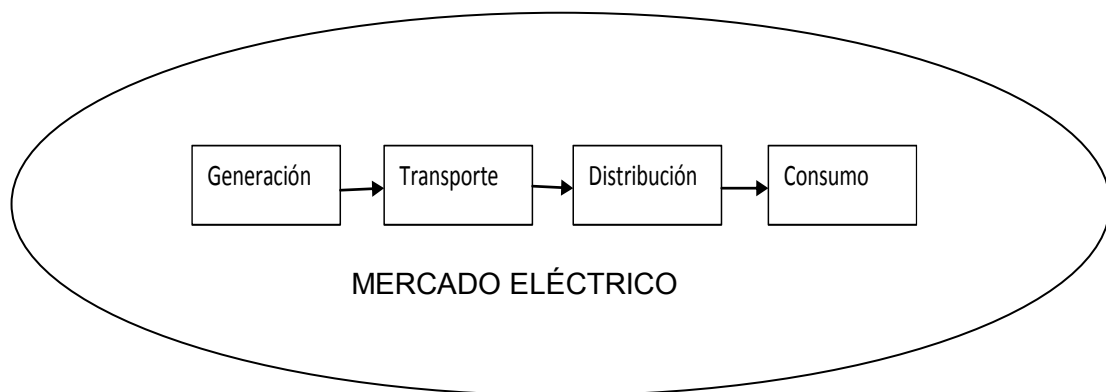 Generación
Transporte
Distribución
Consumo
MERCADO ELÉCTRICO